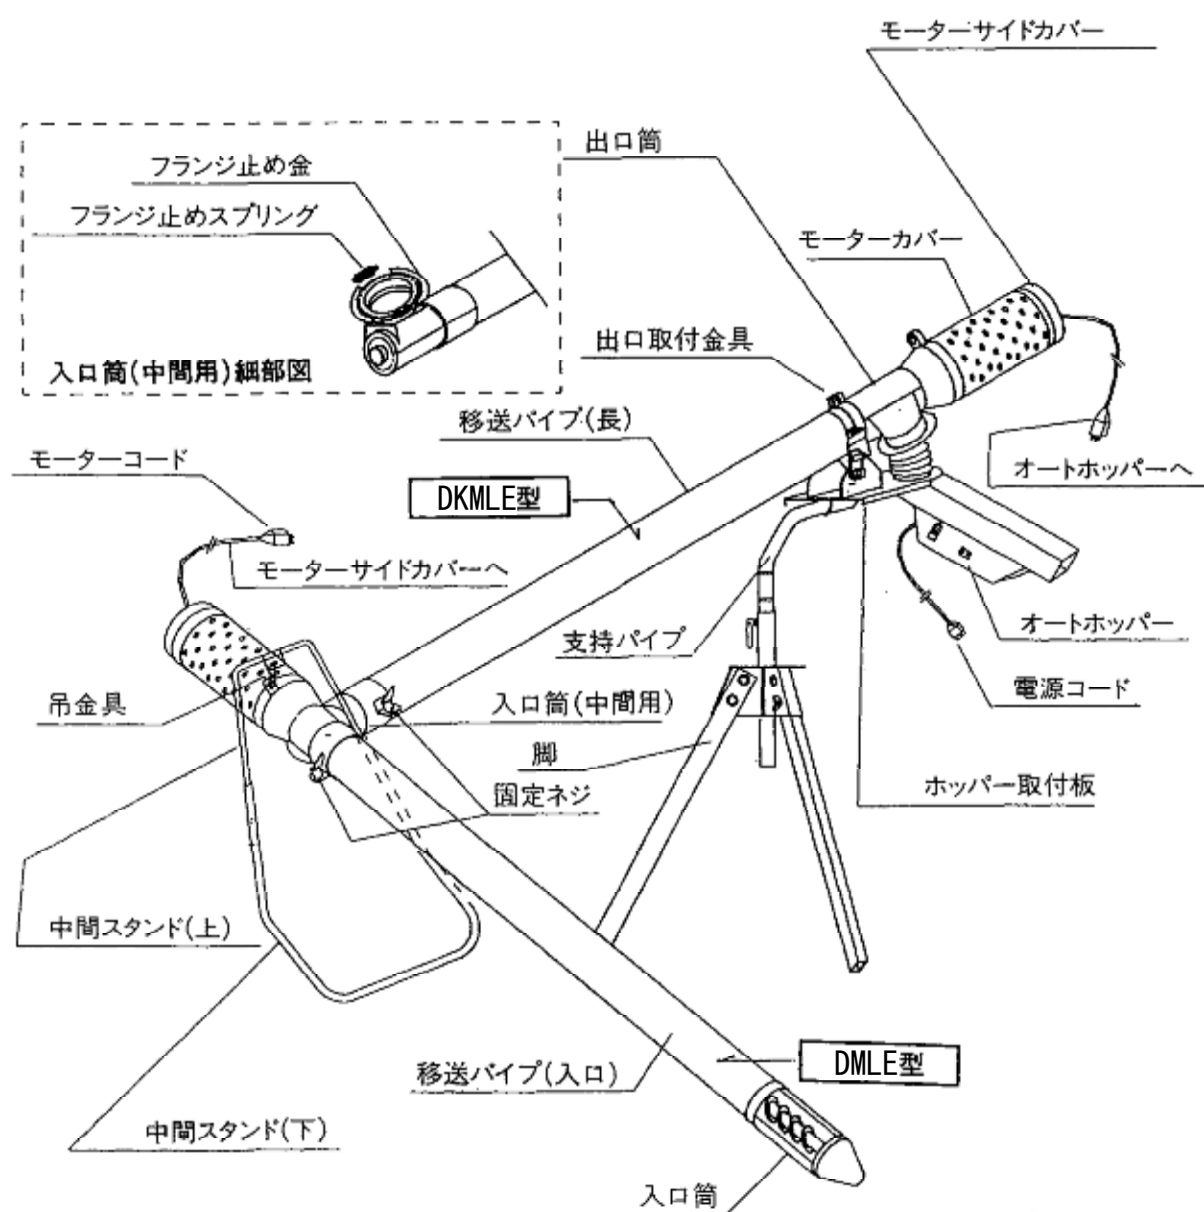 モーターサイドカバー
出口筒
フランジ止め金
フランジ止めスプリング
モーターカバー
出口取付金具
入口筒(中間用)細部図
移送パイプ(長)
モーターコード
オートホッパーへ
DKMLE型
モーターサイドカバーへ
オートホッパー
支持パイプ
電源コード
吊金具
入口筒(中間用)
脚
ホッパー取付板
固定ネジ
中間スタンド(上)
DMLE型
移送パイプ(入口)
中間スタンド(下)
入口筒